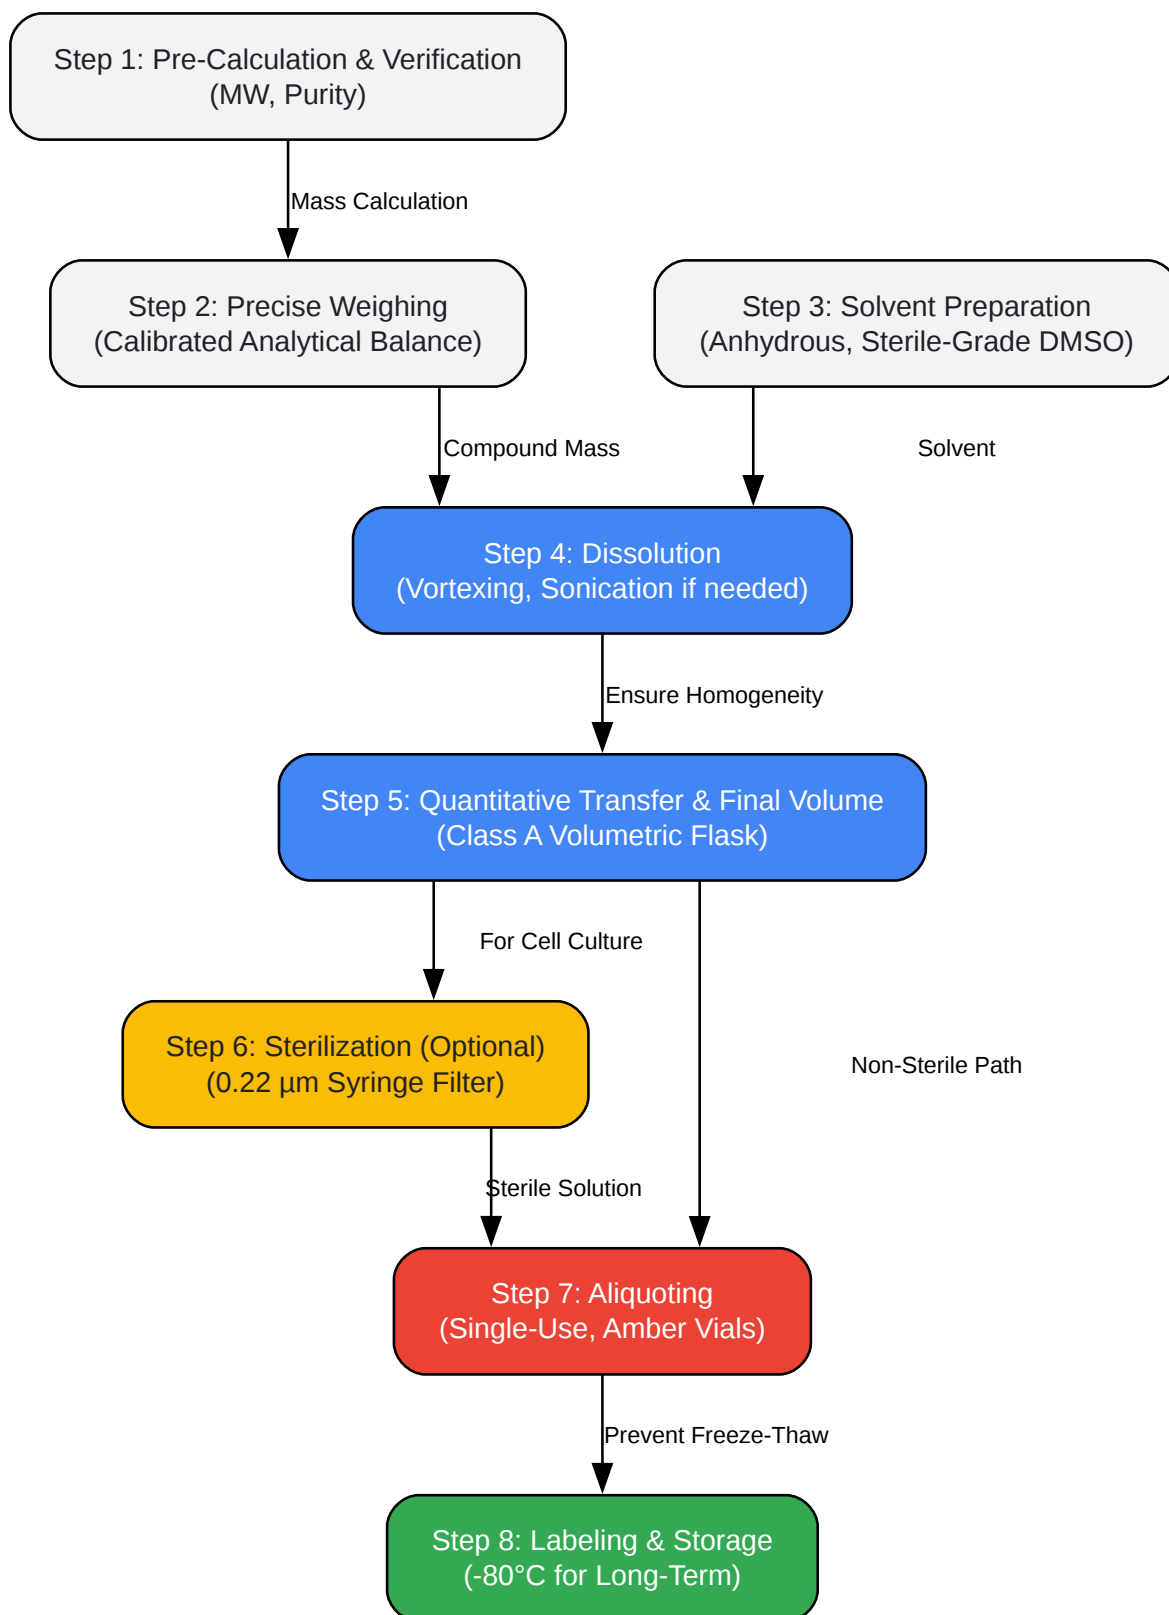 Step 1: Pre-Calculation & Verification
(MW, Purity)
Mass Calculation
Step 2: Precise Weighing
(Calibrated Analytical Balance)
Step 3: Solvent Preparation
(Anhydrous, Sterile-Grade DMSO)
Compound Mass
Solvent
Step 4: Dissolution
(Vortexing, Sonication if needed)
Ensure Homogeneity
Step 5: Quantitative Transfer & Final Volume
(Class A Volumetric Flask)
For Cell Culture
Step 6: Sterilization (Optional)
(0.22 µm Syringe Filter)
Non-Sterile Path
Sterile Solution
Step 7: Aliquoting
(Single-Use, Amber Vials)
Prevent Freeze-Thaw
Step 8: Labeling & Storage
(-80°C for Long-Term)